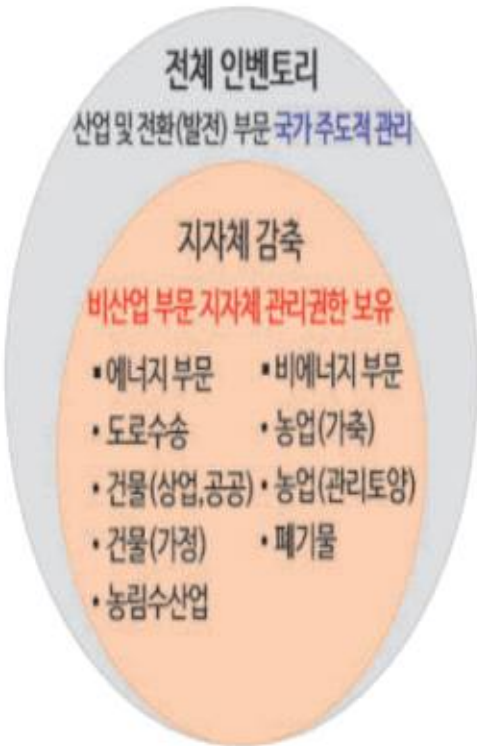 전체 인벤토리
산업 및 전환(발전) 부문 국가 주도적 관리
지자체 감축
비산업 부문 지자체 관리권한 보유
▪ 에너지 부문
• 도로수송
• 건물(상업,공공)
• 건물(가정)
• 농림수산업
▪ 비에너지 부문
• 농업(가축)
• 농업(관리토양)
• 폐기물